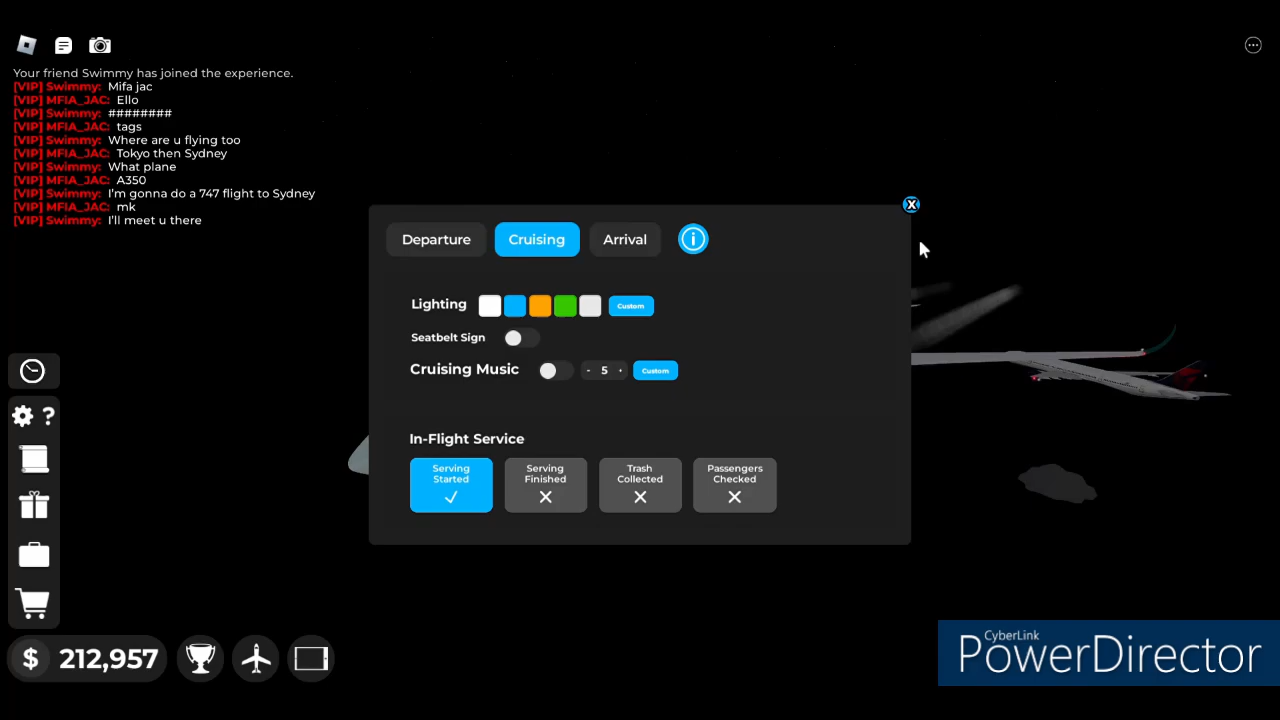 Your friend Swimmy has joined the experience.
[VIP] Swimmy: Mifa jac
[VIP] MFIA_JAC: Ello
[VIP] Swimmy: ########
[VIP] MFIA_JAC: tags
[VIP] Swimmy: Where are u flying too
[VIP] MFIA_JAC: Tokyo then Sydney
[VIP] Swimmy: What plane
[VIP] MFIA_JAC: A350
[VIP] Swimmy: I'm gonna do a 747 flight to Sydney
[VIP] MFIA_JAC: mk
[VIP] Swimmy: I'll meet u there
X
Departure
Cruising
Arrival
i
Lighting
Custom
Seatbelt Sign
Cruising Music
- 5 +
Custom
In-Flight Service
Serving
Started
Serving
Finished
Trash
Collected
Passengers
Checked
?
$ 212,957
CyberLink
PowerDirector